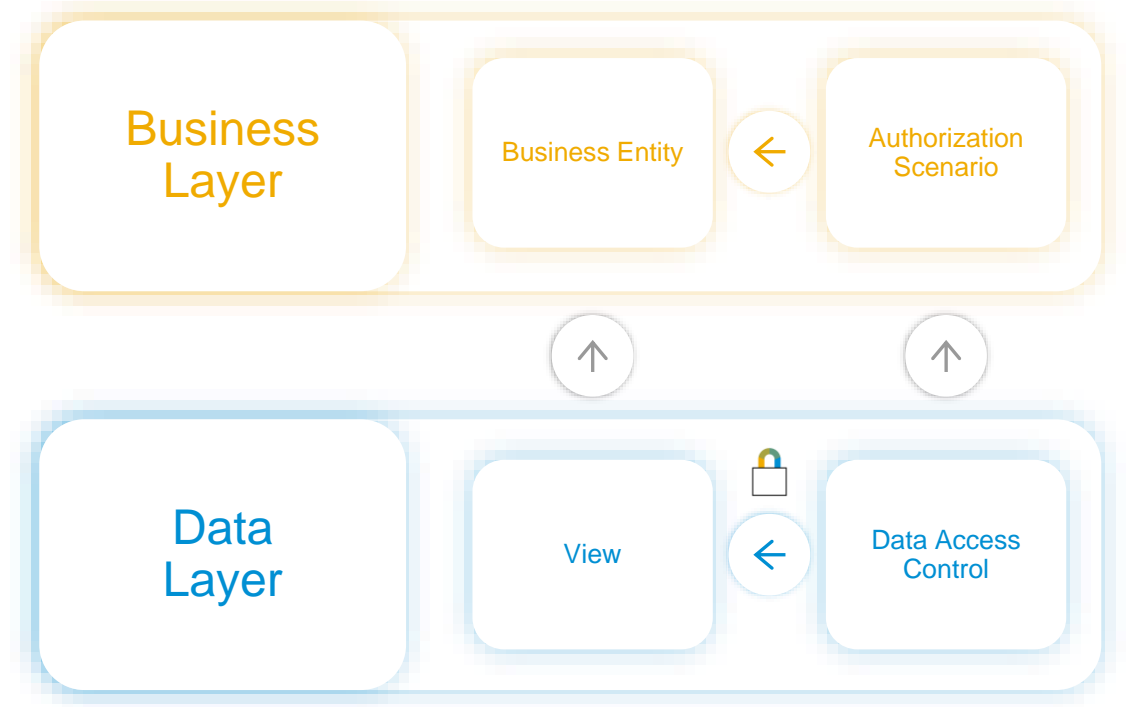 Business
Layer
Business Entity
Authorization
Scenario
Data
Layer
View
Data Access
Control